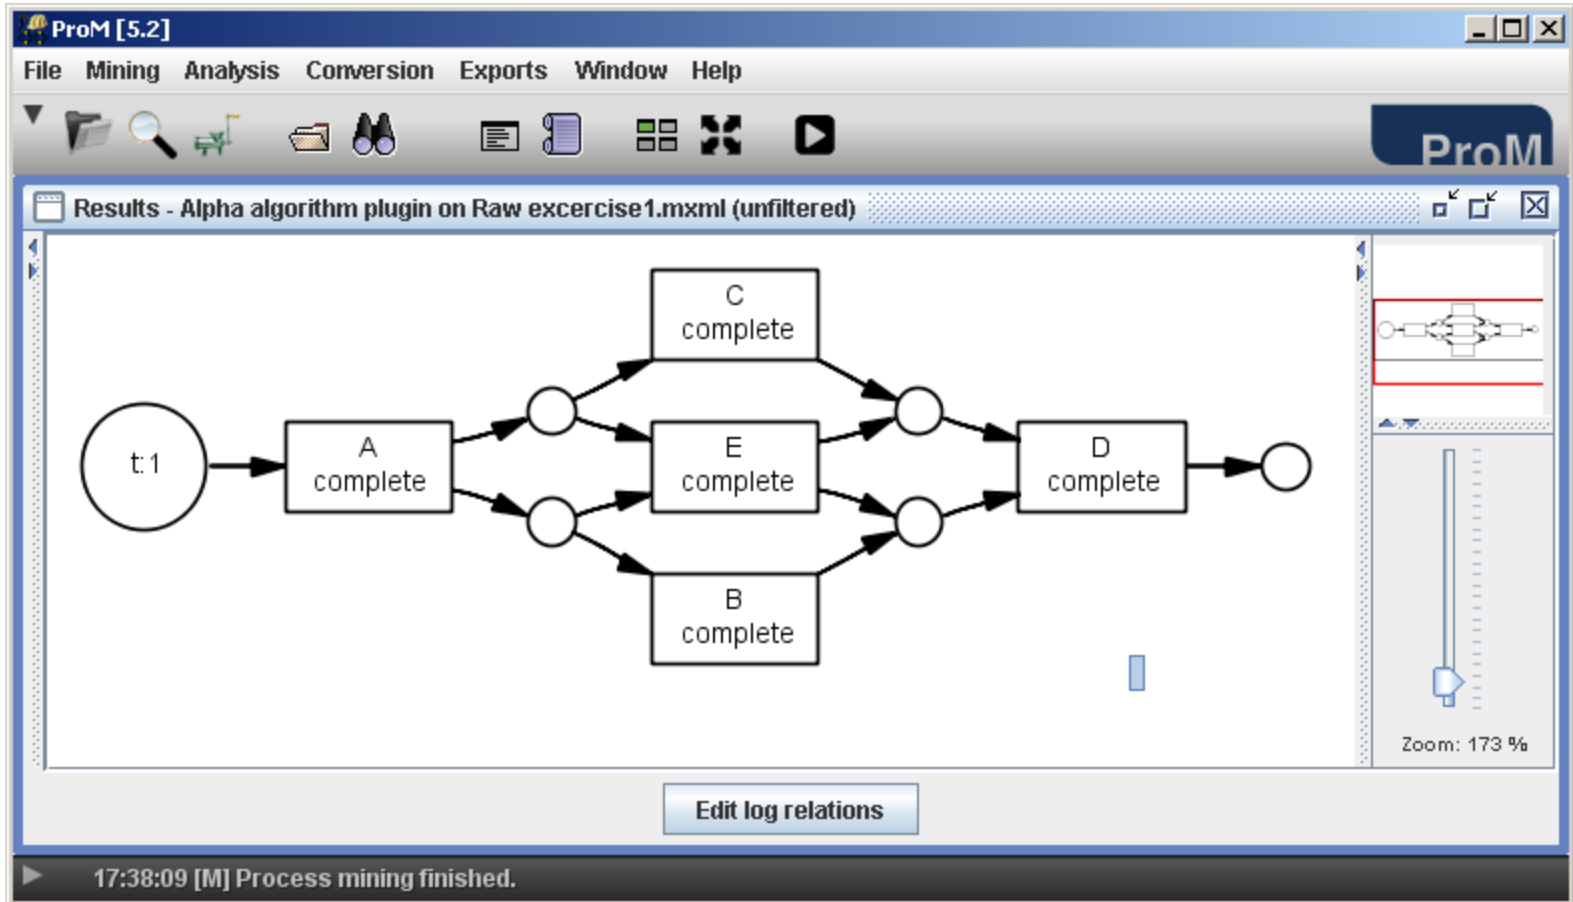 ProM [5.2]
File Mining Analysis Conversion Exports Window Help
ProM
Results - Alpha algorithm plugin on Raw excercise1.mxml (unfiltered)
C
complete
t:1
A
complete
E
complete
D
complete
B
complete
Zoom: 173 %
Edit log relations
17:38:09 [M] Process mining finished.